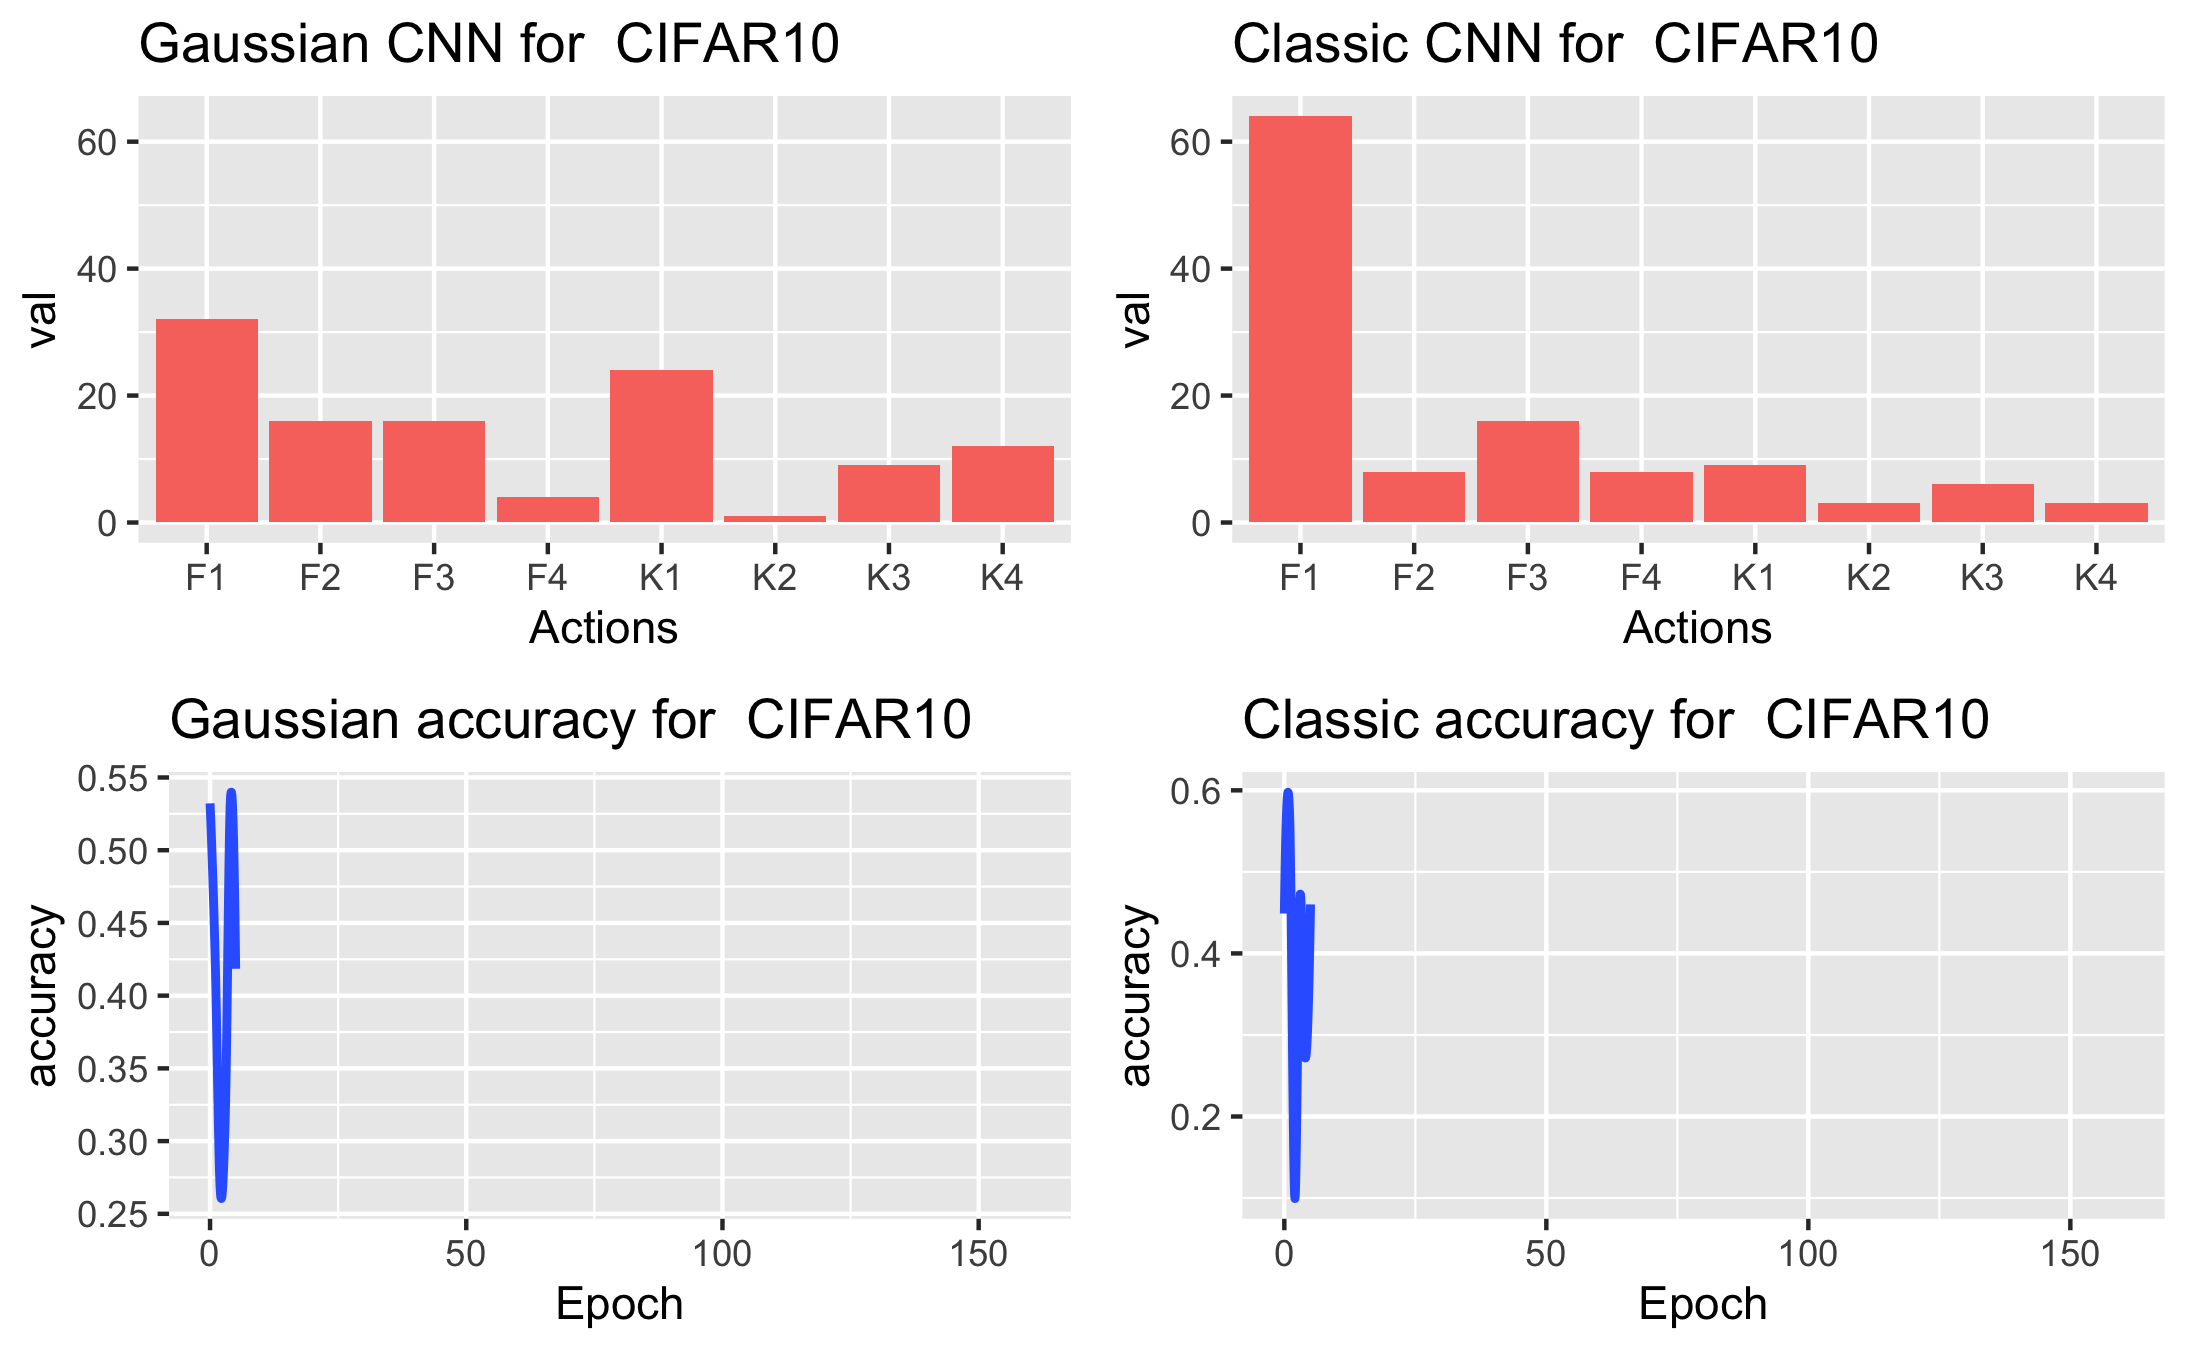 Gaussian CNN for  CIFAR10
60
40
20
0
val
F1 F2 F3 F4 K1 K2 K3 K4
Actions
Classic CNN for  CIFAR10
60
40
20
0
val
F1 F2 F3 F4 K1 K2 K3 K4
Actions
Gaussian accuracy for  CIFAR10
0.55
0.50
0.45
0.40
0.35
0.30
0.25
accuracy
0 50 100 150
Epoch
Classic accuracy for  CIFAR10
0.6
0.4
0.2
accuracy
0 50 100 150
Epoch